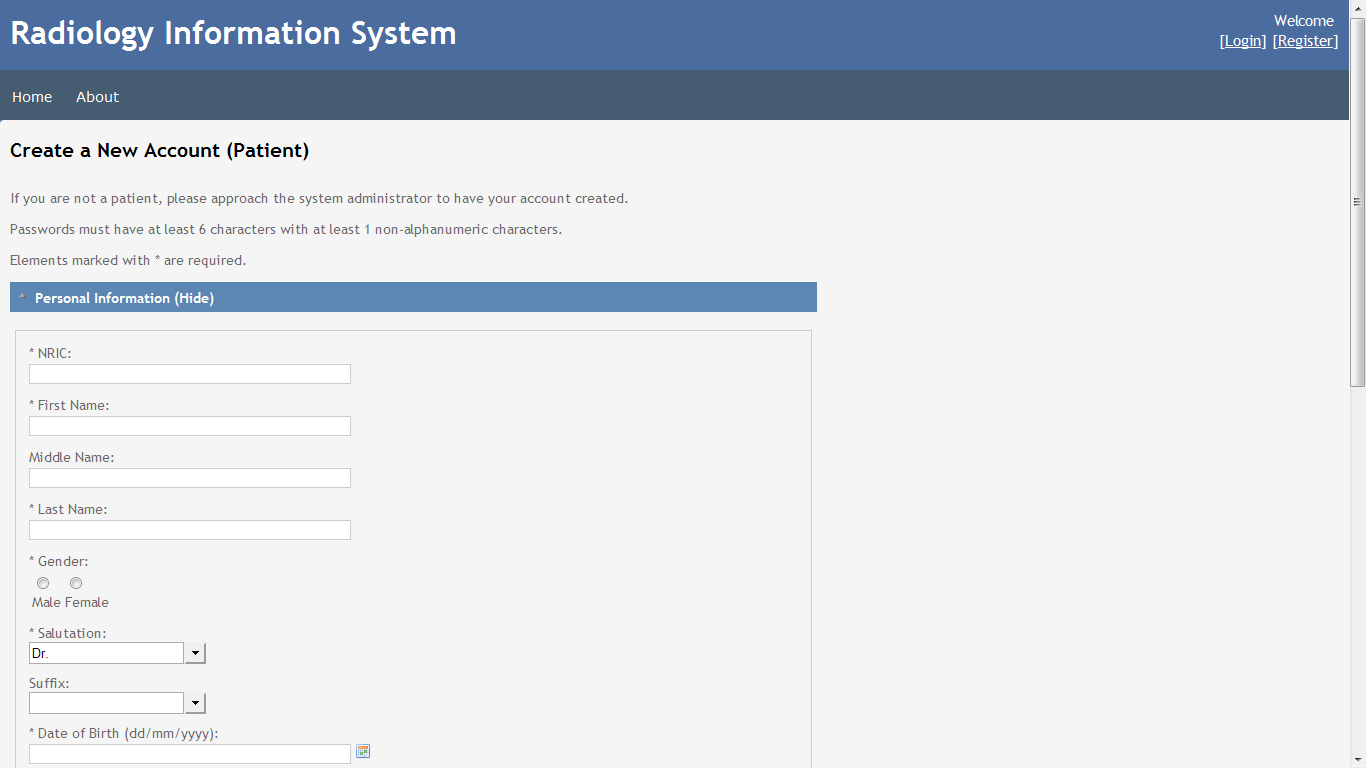 Radiology Information System
Welcome
[Login] [Register]
Home About
Create a New Account (Patient)
If you are not a patient, please approach the system administrator to have your account created.
Passwords must have at least 6 characters with at least 1 non-alphanumeric characters.
Elements marked with * are required.
Personal Information (Hide)
* NRIC:
* First Name:
Middle Name:
* Last Name:
* Gender:
Male Female
* Salutation:
Dr.
Suffix:
* Date of Birth (dd/mm/yyyy):